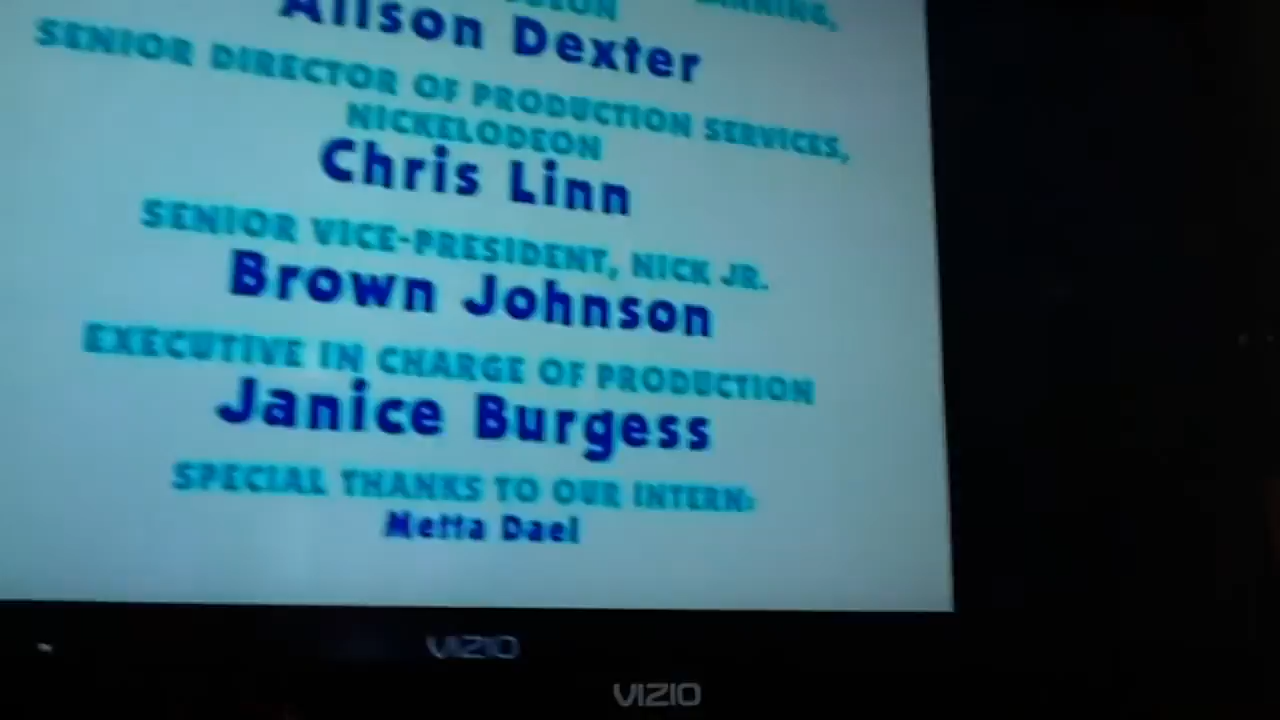 Alison Dexter
SENIOR DIRECTOR OF PRODUCTION SERVICES,
NICKELODEON
Chris Linn
SENIOR VICE-PRESIDENT, NICK JR.
Brown Johnson
EXECUTIVE IN CHARGE OF PRODUCTION
Janice Burgess
SPECIAL THANKS TO OUR INTERN:
Metta Dael
VIZIO
VIZIO